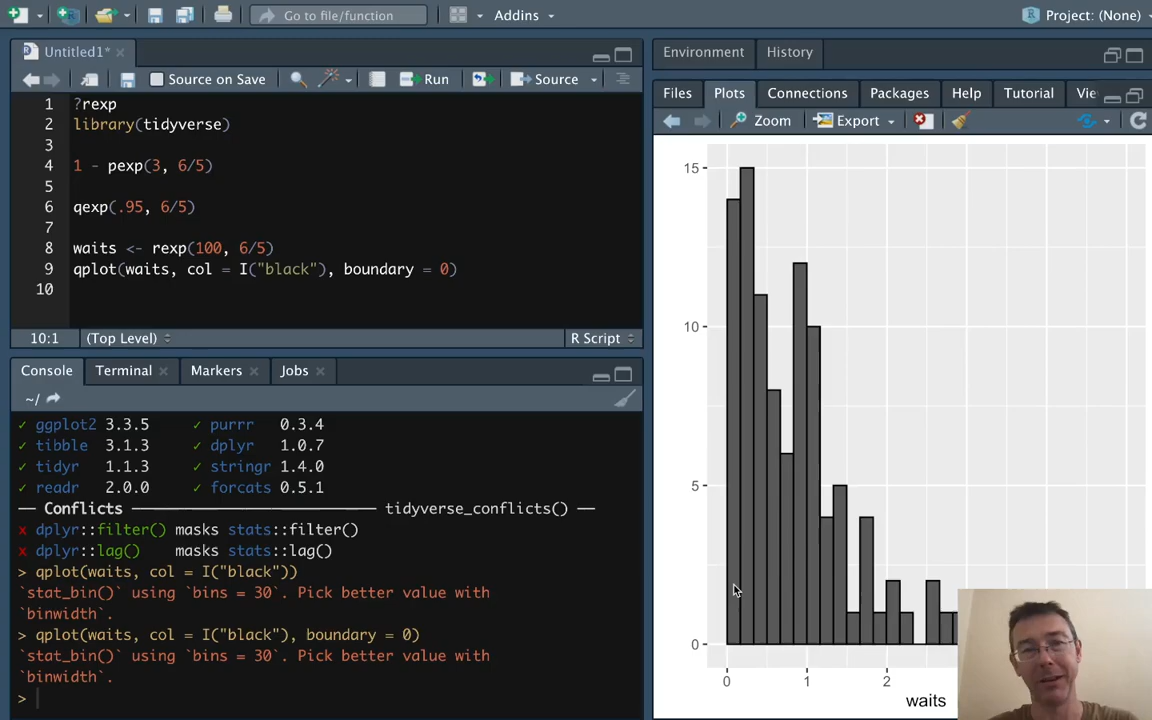 Go to file/function
Addins
Project: (None)
Untitled1*
Source on Save
Run
Source
1 ?rexp
2 library(tidyverse)
3
4 1 - pexp(3, 6/5)
5
6 qexp(.95, 6/5)
7
8 waits <- rexp(100, 6/5)
9 qplot(waits, col = I("black"), boundary = 0)
10
10:1 (Top Level) R Script
Console Terminal Markers Jobs
~/
✓ ggplot2 3.3.5 ✓ purrr 0.3.4
✓ tibble 3.1.3 ✓ dplyr 1.0.7
✓ tidyr 1.1.3 ✓ stringr 1.4.0
✓ readr 2.0.0 ✓ forcats 0.5.1
— Conflicts ———————— tidyverse_conflicts() —
x dplyr::filter() masks stats::filter()
x dplyr::lag() masks stats::lag()
> qplot(waits, col = I("black"))
`stat_bin()` using `bins = 30`. Pick better value with
`binwidth`.
> qplot(waits, col = I("black"), boundary = 0)
`stat_bin()` using `bins = 30`. Pick better value with
`binwidth`.
>
Environment History
Files Plots Connections Packages Help Tutorial Vie
Zoom Export
15
10
5
0
0 1 2
waits